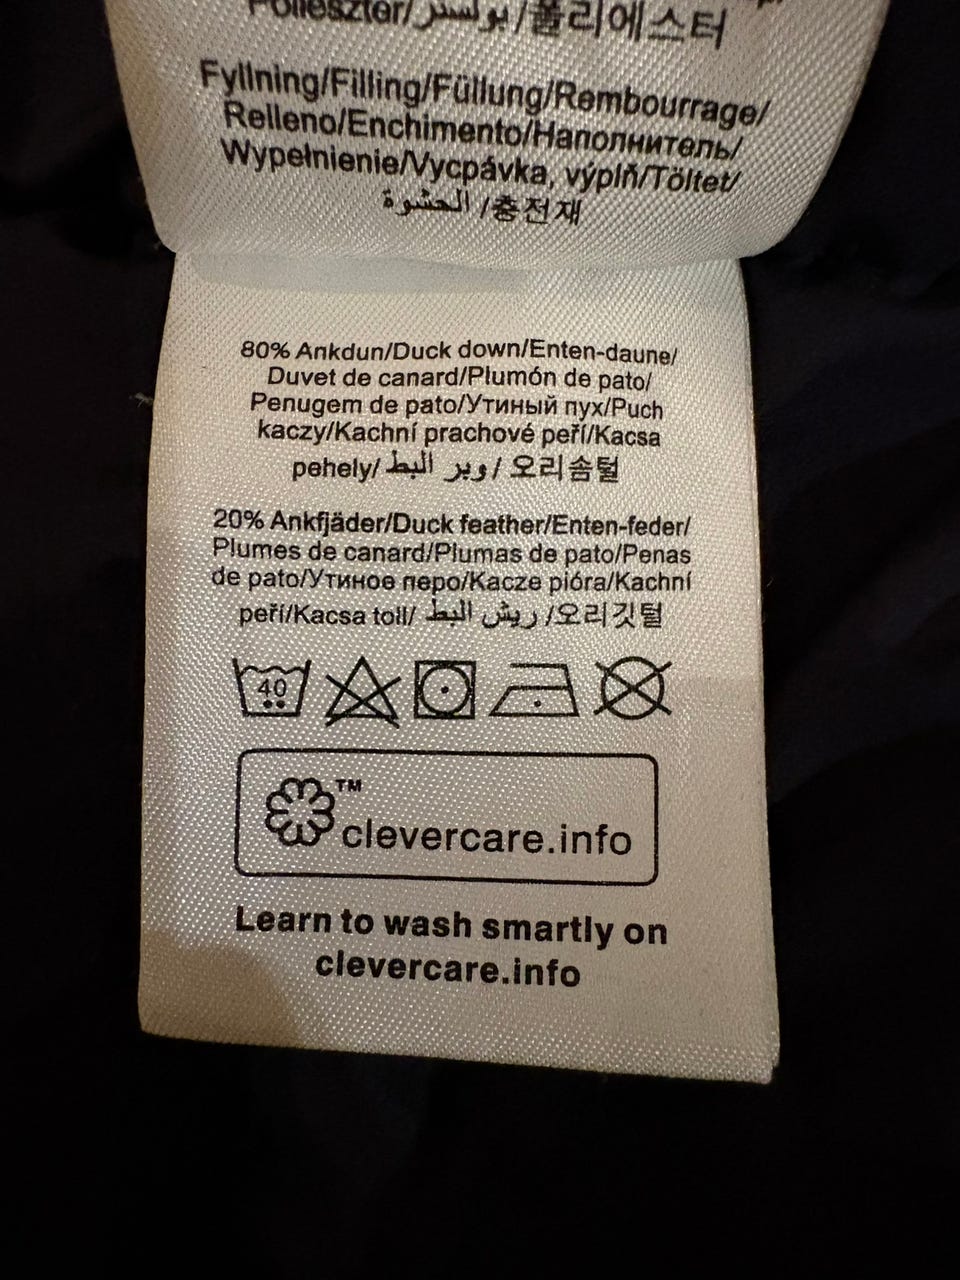 Poliészter/بوليستر/폴리에스터
Fyllning/Filling/Füllung/Rembourrage/
Relleno/Enchimento/Наполнитель/
Wypełnienie/Vycpávka, výplň/Töltet/
الحشوة/충전재
80% Ankdun/Duck down/Enten-daune/
Duvet de canard/Plumón de pato/
Penugem de pato/Утиный пух/Puch
kaczy/Kachní prachové peří/Kacsa
pehely/وبر البط/오리솜털
20% Ankfjäder/Duck feather/Enten-feder/
Plumes de canard/Plumas de pato/Penas
de pato/Утиное перо/Kacze pióra/Kachní
peří/Kacsa toll/ريش البط/오리깃털
40
™
clevercare.info
Learn to wash smartly on
clevercare.info